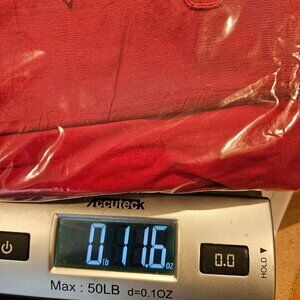 Accuteck
0 lb 11.6 oz
0.0
HOLD
Max : 50LB d=0.1OZ